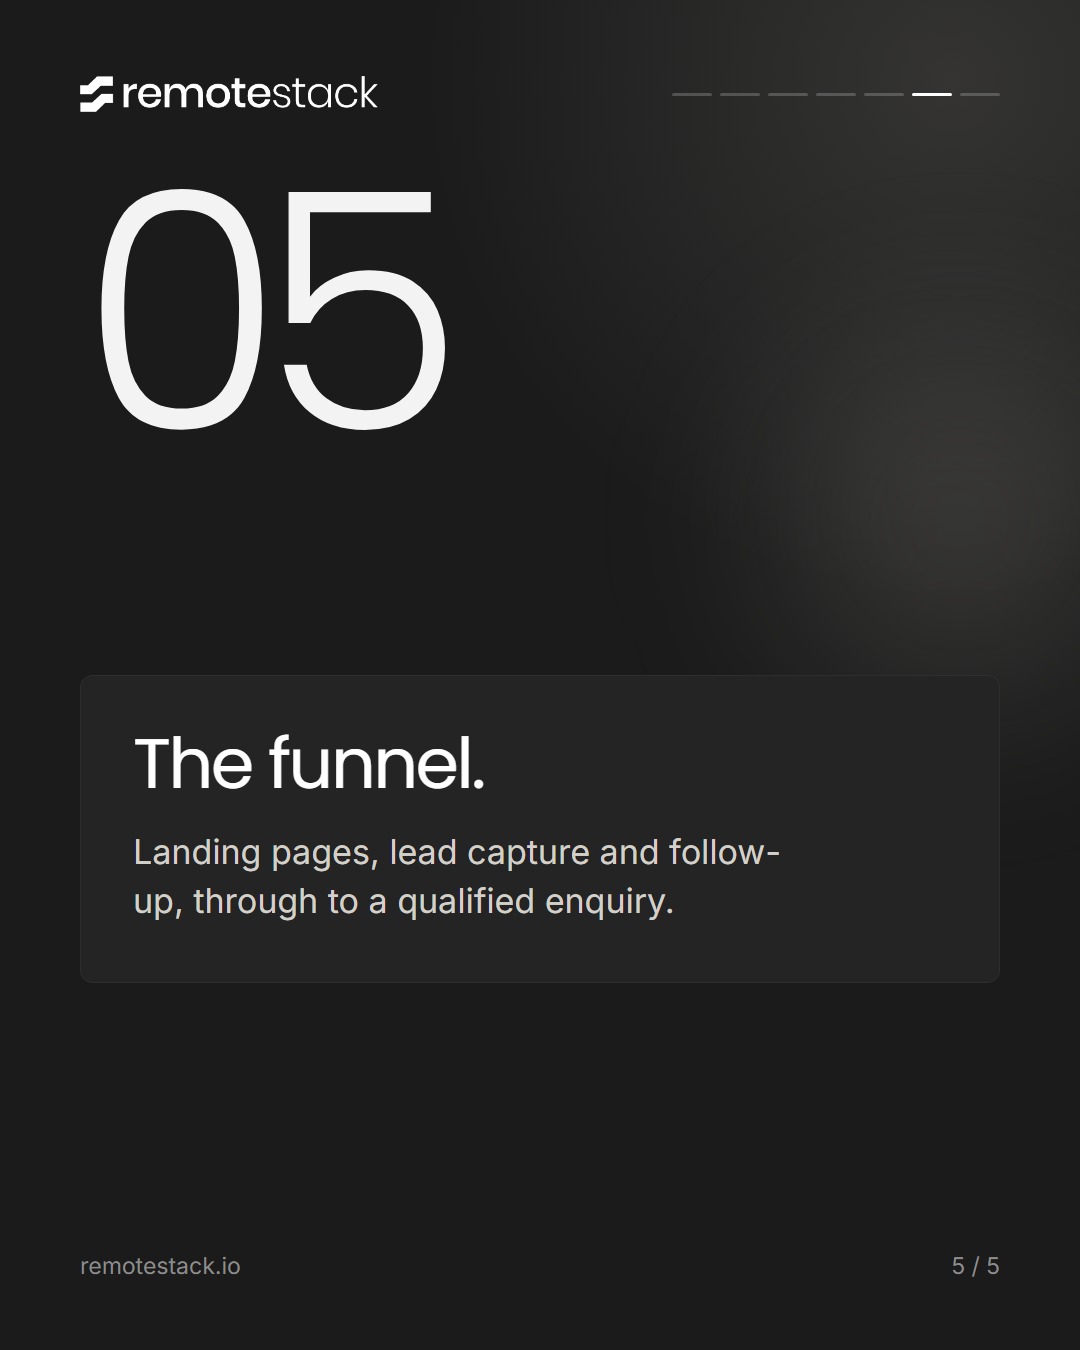 remotestack
05
The funnel.
Landing pages, lead capture and follow-
up, through to a qualified enquiry.
remotestack.io
5 / 5